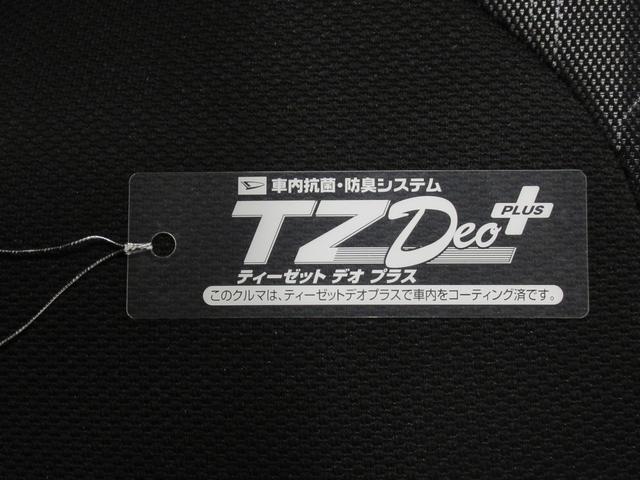 車内抗菌・防臭システム
TZ Deo PLUS
ティーゼット デオ プラス
このクルマは、ティーゼットデオプラスで車内をコーティング済です。